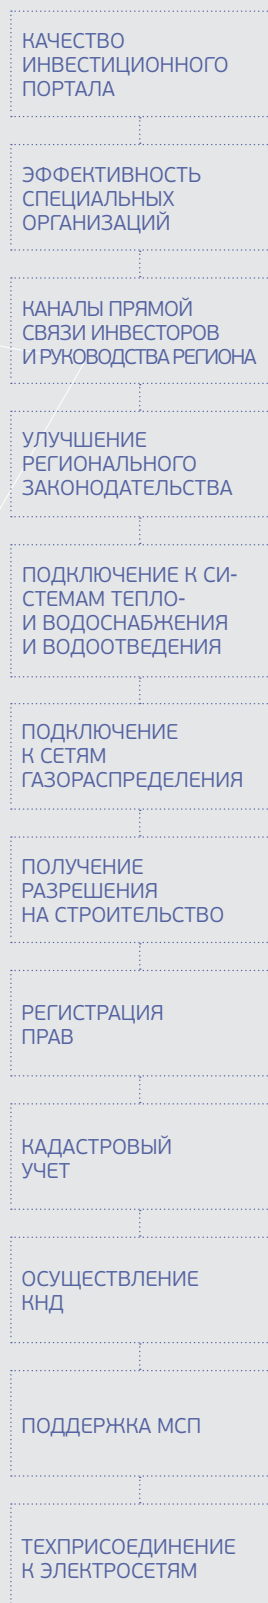 КАЧЕСТВО
ИНВЕСТИЦИОННОГО
ПОРТАЛА
ЭФФЕКТИВНОСТЬ
СПЕЦИАЛЬНЫХ
ОРГАНИЗАЦИЙ
КАНАЛЫ ПРЯМОЙ
СВЯЗИ ИНВЕСТОРОВ
И РУКОВОДСТВА РЕГИОНА
УЛУЧШЕНИЕ
РЕГИОНАЛЬНОГО
ЗАКОНОДАТЕЛЬСТВА
ПОДКЛЮЧЕНИЕ К СИ-
СТЕМАМ ТЕПЛО-
И ВОДОСНАБЖЕНИЯ
И ВОДООТВЕДЕНИЯ
ПОДКЛЮЧЕНИЕ
К СЕТЯМ
ГАЗОРАСПРЕДЕЛЕНИЯ
ПОЛУЧЕНИЕ
РАЗРЕШЕНИЯ
НА СТРОИТЕЛЬСТВО
РЕГИСТРАЦИЯ
ПРАВ
КАДАСТРОВЫЙ
УЧЕТ
ОСУЩЕСТВЛЕНИЕ
КНД
ПОДДЕРЖКА МСП
ТЕХПРИСОЕДИНЕНИЕ
К ЭЛЕКТРОСЕТЯМ